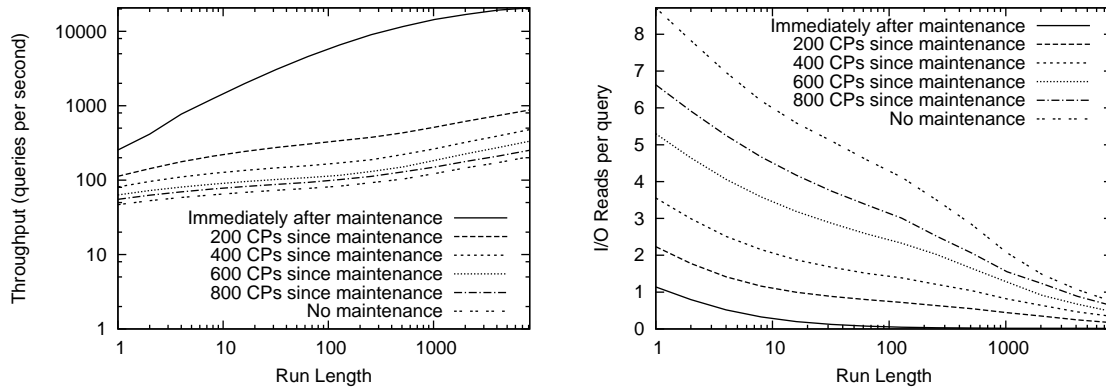 10000
1000
100
10
1
Throughput (queries per second)
1 10 100 1000
Run Length
Immediately after maintenance
200 CPs since maintenance
400 CPs since maintenance
600 CPs since maintenance
800 CPs since maintenance
No maintenance
8
7
6
5
4
3
2
1
0
I/O Reads per query
1 10 100 1000
Run Length
Immediately after maintenance
200 CPs since maintenance
400 CPs since maintenance
600 CPs since maintenance
800 CPs since maintenance
No maintenance